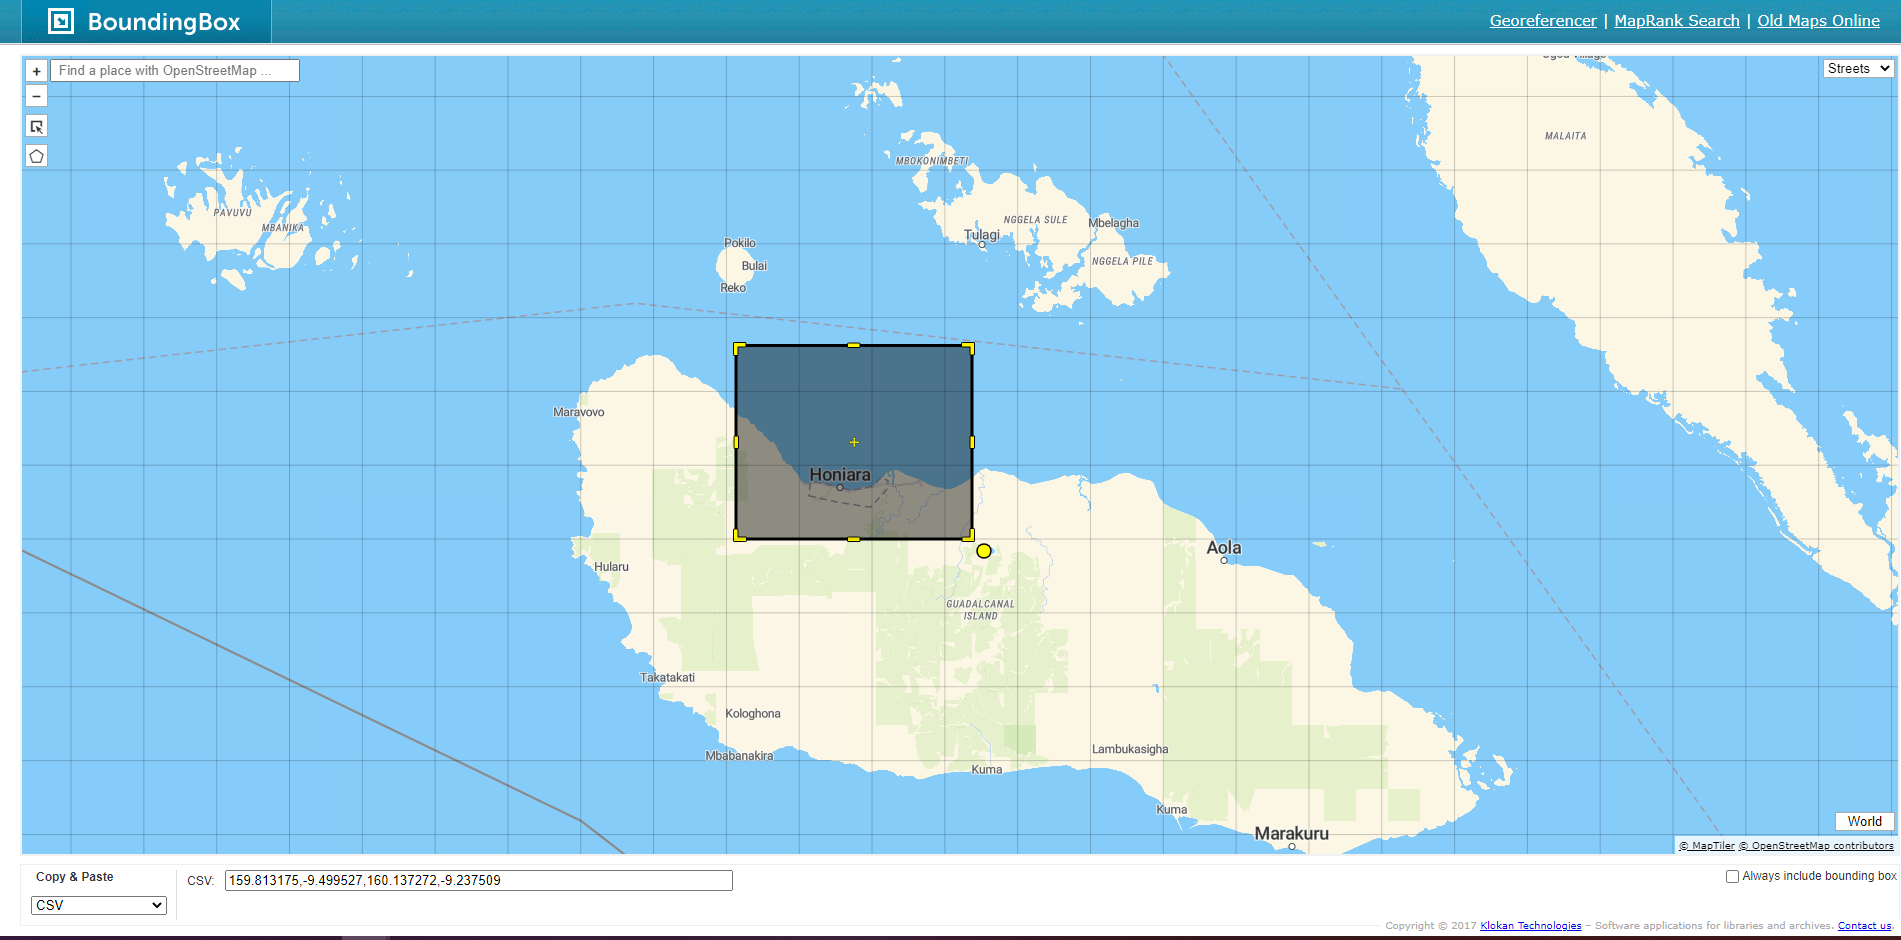 BoundingBox
Georeferencer | MapRank Search | Old Maps Online
+
Find a place with OpenStreetMap ...
Streets
−
MALAITA
MBOKONIMBETI
PAVUVU
MBANIKA
NGGELA SULE
Mbelagha
Tulagi
Pokilo
NGGELA PILE
Bulai
Reko
Maravovo
Honiara
Aola
Hularu
GUADALCANAL
ISLAND
Takatakati
Kologhona
Mbabanakira
Lambukasigha
Kuma
Kuma
World
Marakuru
© MapTiler © OpenStreetMap contributors
Copy & Paste
CSV: 159.813175,-9.499527,160.137272,-9.237509
Always include bounding box
CSV
Copyright © 2017 Klokan Technologies – Software applications for libraries and archives. Contact us.